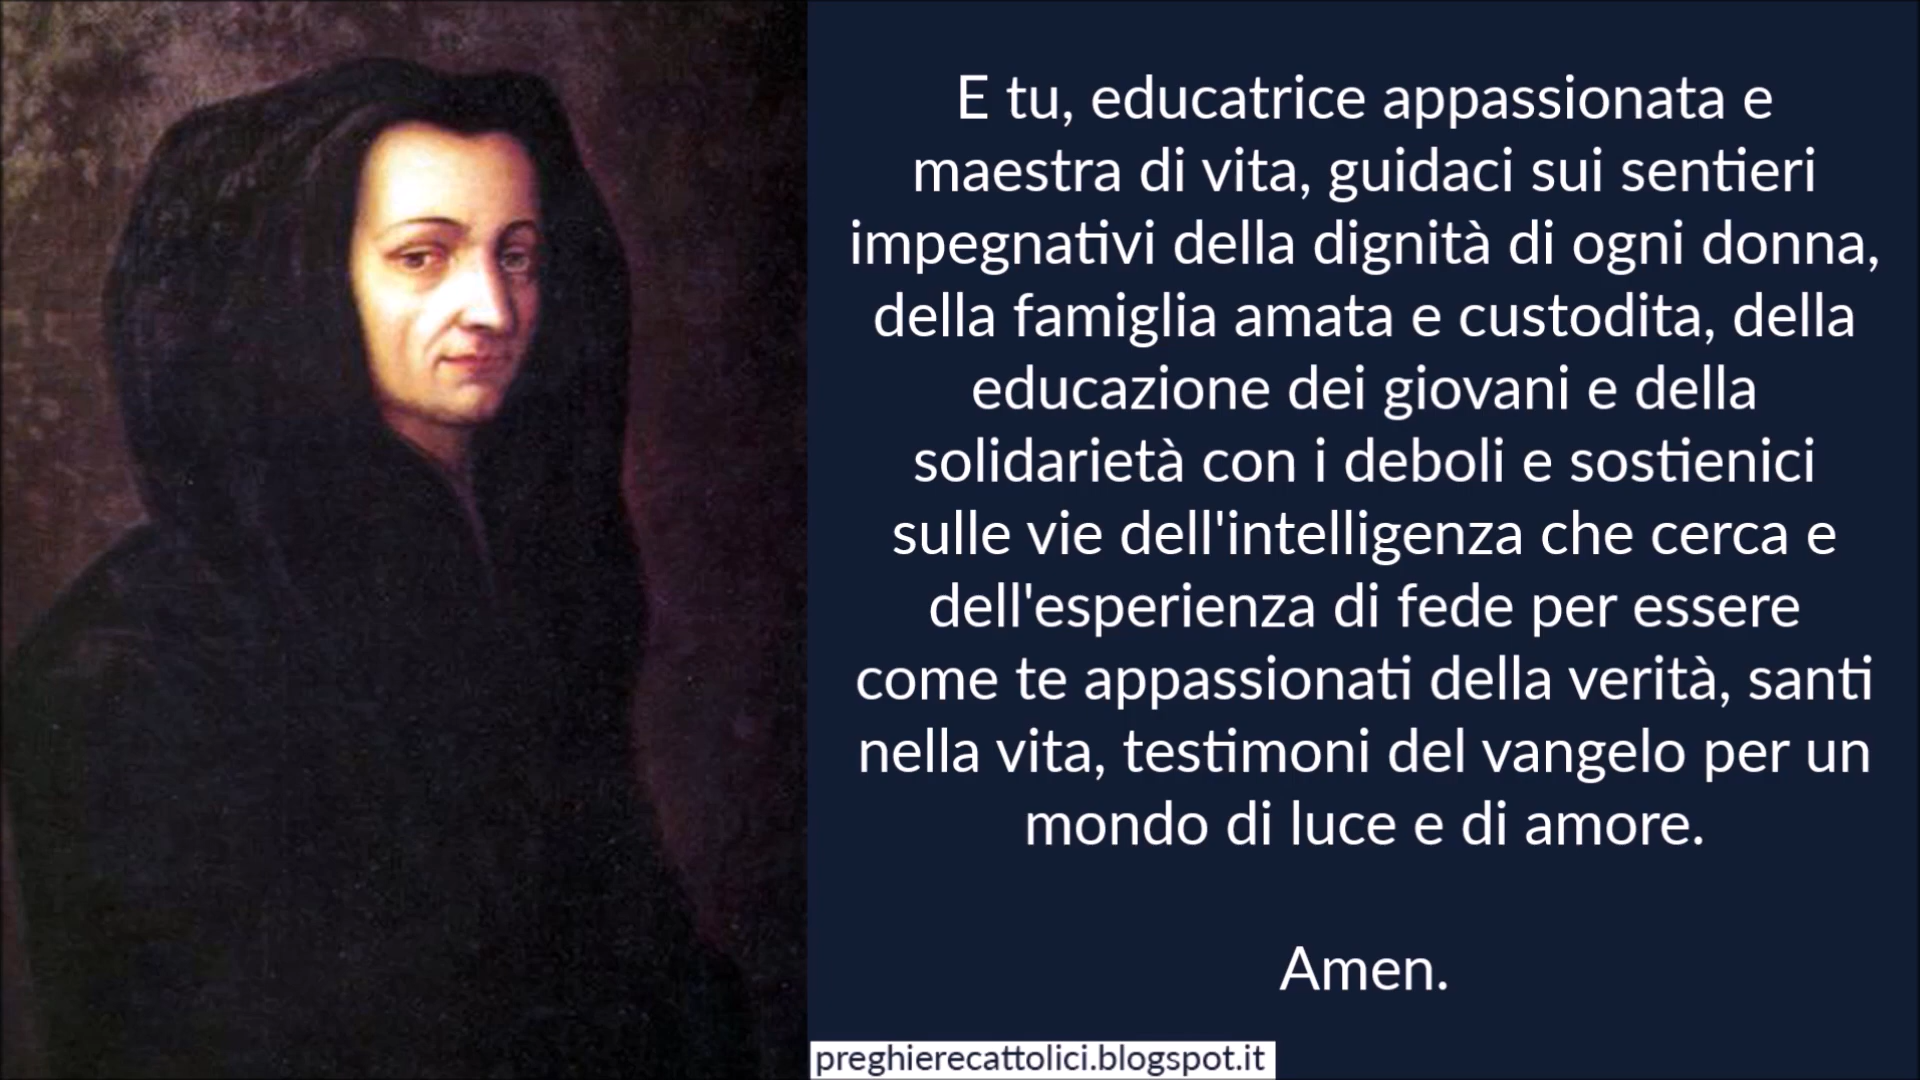 E tu, educatrice appassionata e
maestra di vita, guidaci sui sentieri
impegnativi della dignità di ogni donna,
della famiglia amata e custodita, della
educazione dei giovani e della
solidarietà con i deboli e sostienici
sulle vie dell'intelligenza che cerca e
dell'esperienza di fede per essere
come te appassionati della verità, santi
nella vita, testimoni del vangelo per un
mondo di luce e di amore.
Amen.
preghierecattolici.blogspot.it